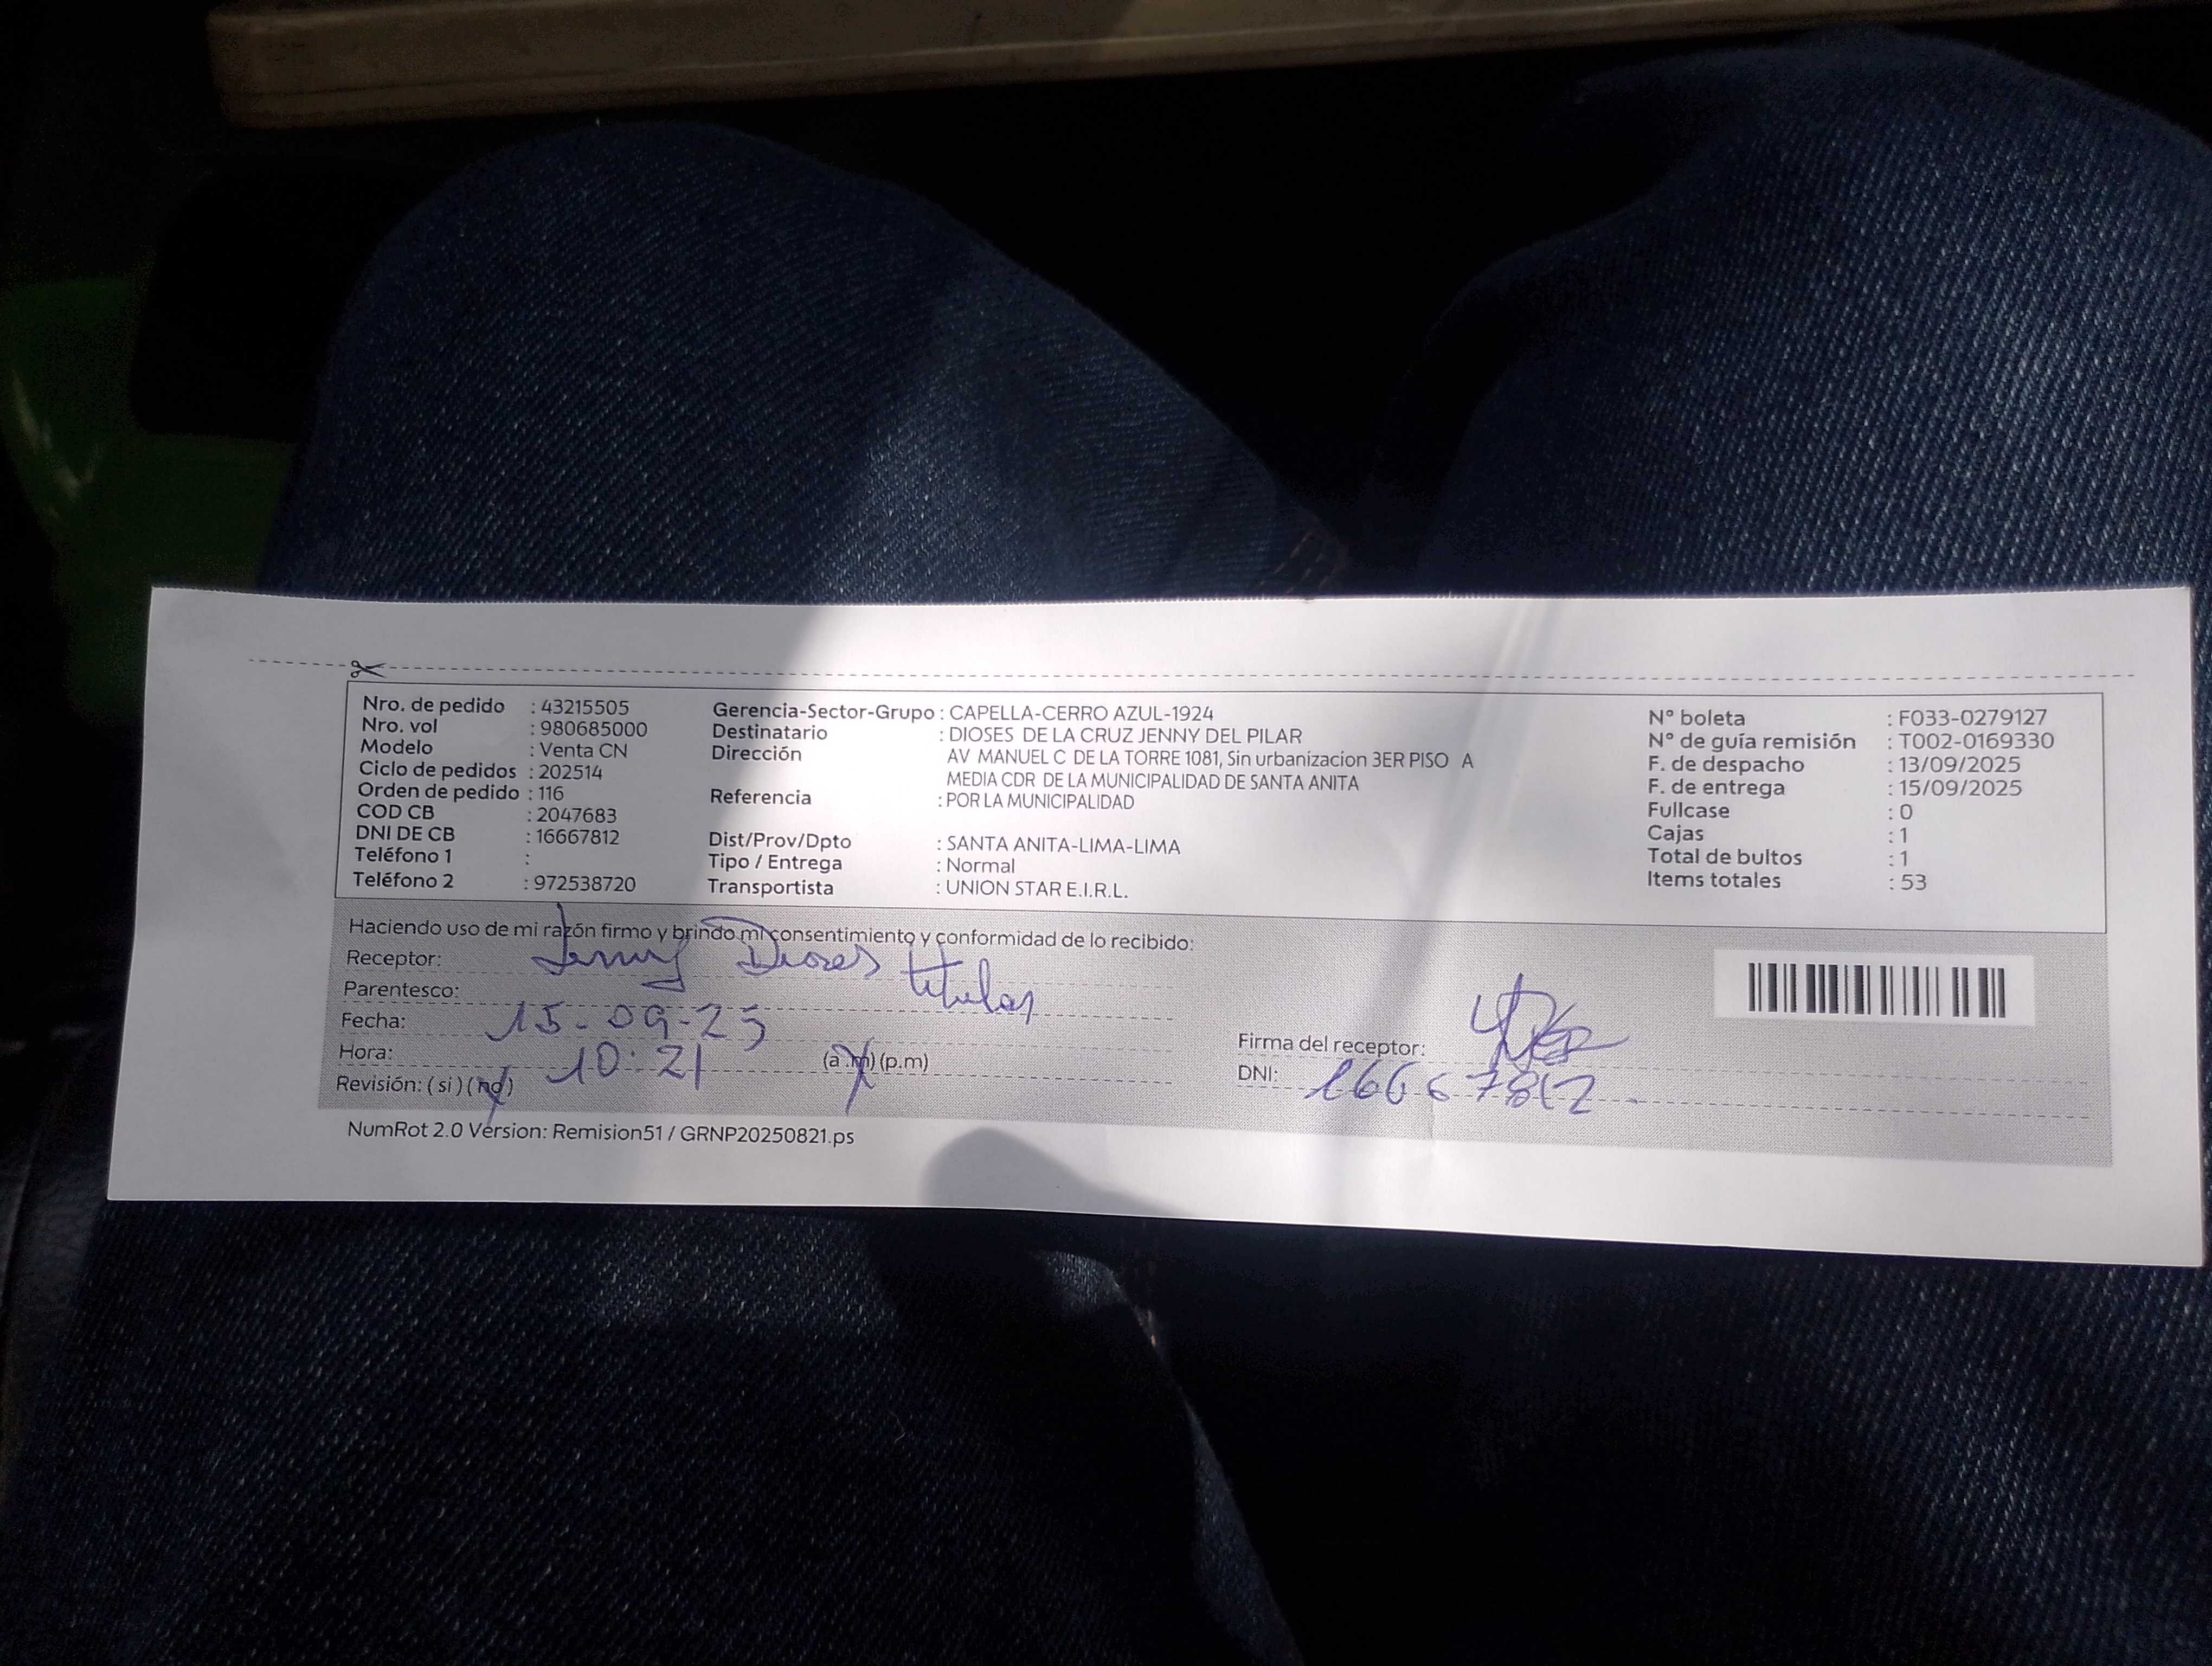 Nro. de pedido : 43215505
Nro. vol : 980685000
Modelo : Venta CN
Ciclo de pedidos : 202514
Orden de pedido : 116
COD CB : 2047683
DNI DE CB : 16667812
Teléfono 1 :
Teléfono 2 : 972538720
Gerencia-Sector-Grupo : CAPELLA-CERRO AZUL-1924
Destinatario : DIOSES DE LA CRUZ JENNY DEL PILAR
Dirección AV MANUEL C DE LA TORRE 1081, Sin urbanizacion 3ER PISO A
MEDIA CDR DE LA MUNICIPALIDAD DE SANTA ANITA
Referencia : POR LA MUNICIPALIDAD
Dist/Prov/Dpto : SANTA ANITA-LIMA-LIMA
Tipo / Entrega : Normal
Transportista : UNION STAR E.I.R.L.
N° boleta : F033-0279127
N° de guía remisión : T002-0169330
F. de despacho : 13/09/2025
F. de entrega : 15/09/2025
Fullcase : 0
Cajas : 1
Total de bultos : 1
Items totales : 53
Haciendo uso de mi razón firmo y brindo mi consentimiento y conformidad de lo recibido:
Receptor: Jenny Dioses
Parentesco: titular
Fecha: 15-09-25
Hora: 10:21 (a.m) (p.m)
Revisión: (si) (no)
Firma del receptor:
DNI: 16667812
NumRot 2.0 Version: Remision51 / GRNP20250821.ps